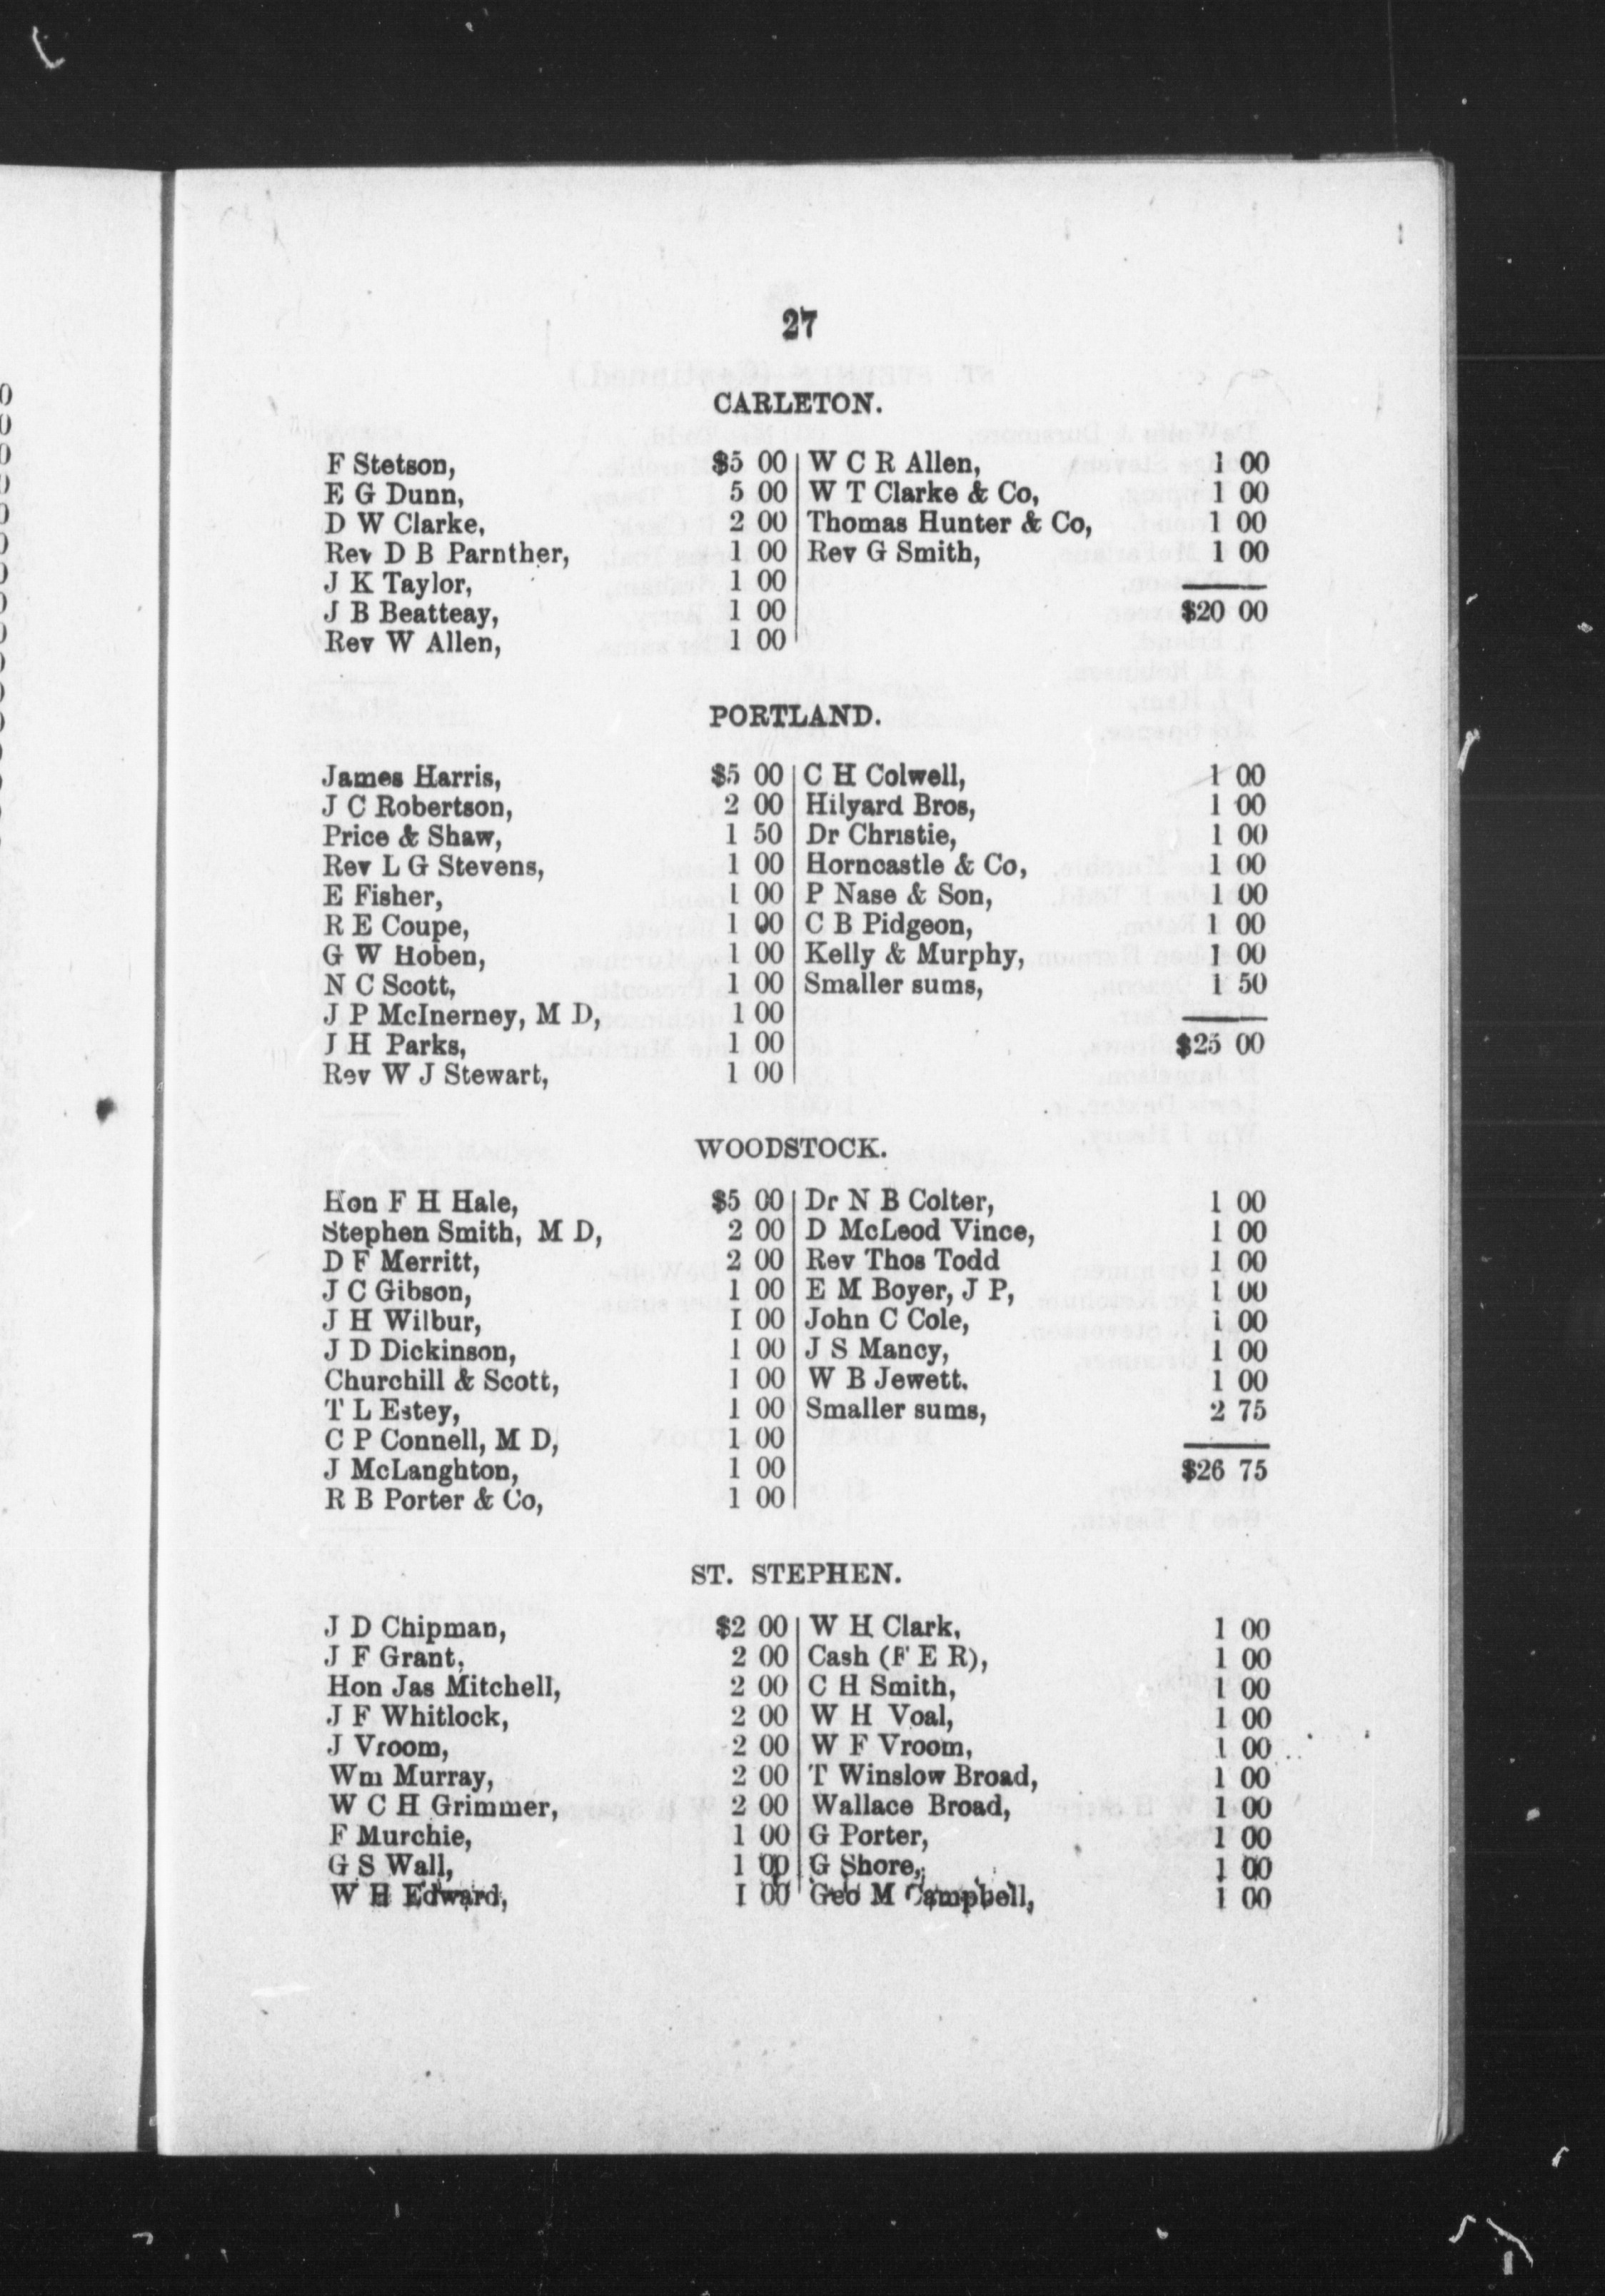 27
CARLETON.
F Stetson, $5 00
E G Dunn, 5 00
D W Clarke, 2 00
Rev D B Parnther, 1 00
J K Taylor, 1 00
J B Beatteay, 1 00
Rev W Allen, 1 00
W C R Allen, 1 00
W T Clarke & Co, 1 00
Thomas Hunter & Co, 1 00
Rev G Smith, 1 00
$20 00
PORTLAND.
James Harris, $5 00
J C Robertson, 2 00
Price & Shaw, 1 50
Rev L G Stevens, 1 00
E Fisher, 1 00
R E Coupe, 1 00
G W Hoben, 1 00
N C Scott, 1 00
J P McInerney, M D, 1 00
J H Parks, 1 00
Rev W J Stewart, 1 00
C H Colwell, 1 00
Hilyard Bros, 1 00
Dr Christie, 1 00
Horncastle & Co, 1 00
P Nase & Son, 1 00
C B Pidgeon, 1 00
Kelly & Murphy, 1 00
Smaller sums, 1 50
$25 00
WOODSTOCK.
Hon F H Hale, $5 00
Stephen Smith, M D, 2 00
D F Merritt, 2 00
J C Gibson, 1 00
J H Wilbur, 1 00
J D Dickinson, 1 00
Churchill & Scott, 1 00
T L Estey, 1 00
C P Connell, M D, 1 00
J McLanghton, 1 00
R B Porter & Co, 1 00
Dr N B Colter, 1 00
D McLeod Vince, 1 00
Rev Thos Todd 1 00
E M Boyer, J P, 1 00
John C Cole, 1 00
J S Mancy, 1 00
W B Jewett. 1 00
Smaller sums, 2 75
$26 75
ST. STEPHEN.
J D Chipman, $2 00
J F Grant, 2 00
Hon Jas Mitchell, 2 00
J F Whitlock, 2 00
J Vroom, 2 00
Wm Murray, 2 00
W C H Grimmer, 2 00
F Murchie, 1 00
G S Wall, 1 00
W H Edward, 1 00
W H Clark, 1 00
Cash (F E R), 1 00
C H Smith, 1 00
W H Voal, 1 00
W F Vroom, 1 00
T Winslow Broad, 1 00
Wallace Broad, 1 00
G Porter, 1 00
G Shore, 1 00
Geo M Campbell, 1 00